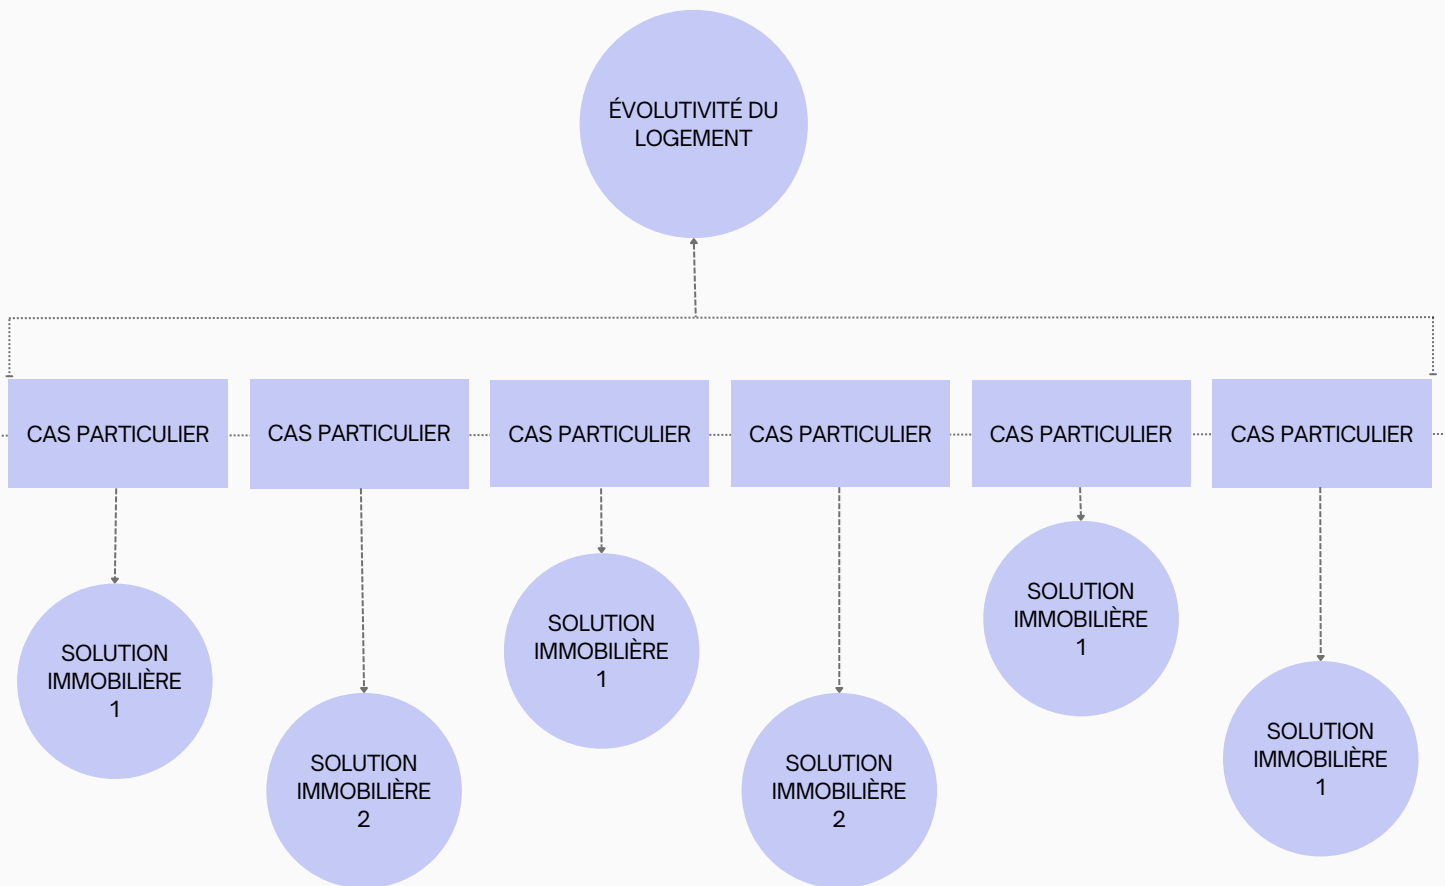 ÉVOLUTIVITÉ DU
LOGEMENT
CAS PARTICULIER
CAS PARTICULIER
CAS PARTICULIER
CAS PARTICULIER
CAS PARTICULIER
CAS PARTICULIER
SOLUTION
IMMOBILIÈRE
1
SOLUTION
IMMOBILIÈRE
2
SOLUTION
IMMOBILIÈRE
1
SOLUTION
IMMOBILIÈRE
2
SOLUTION
IMMOBILIÈRE
1
SOLUTION
IMMOBILIÈRE
1